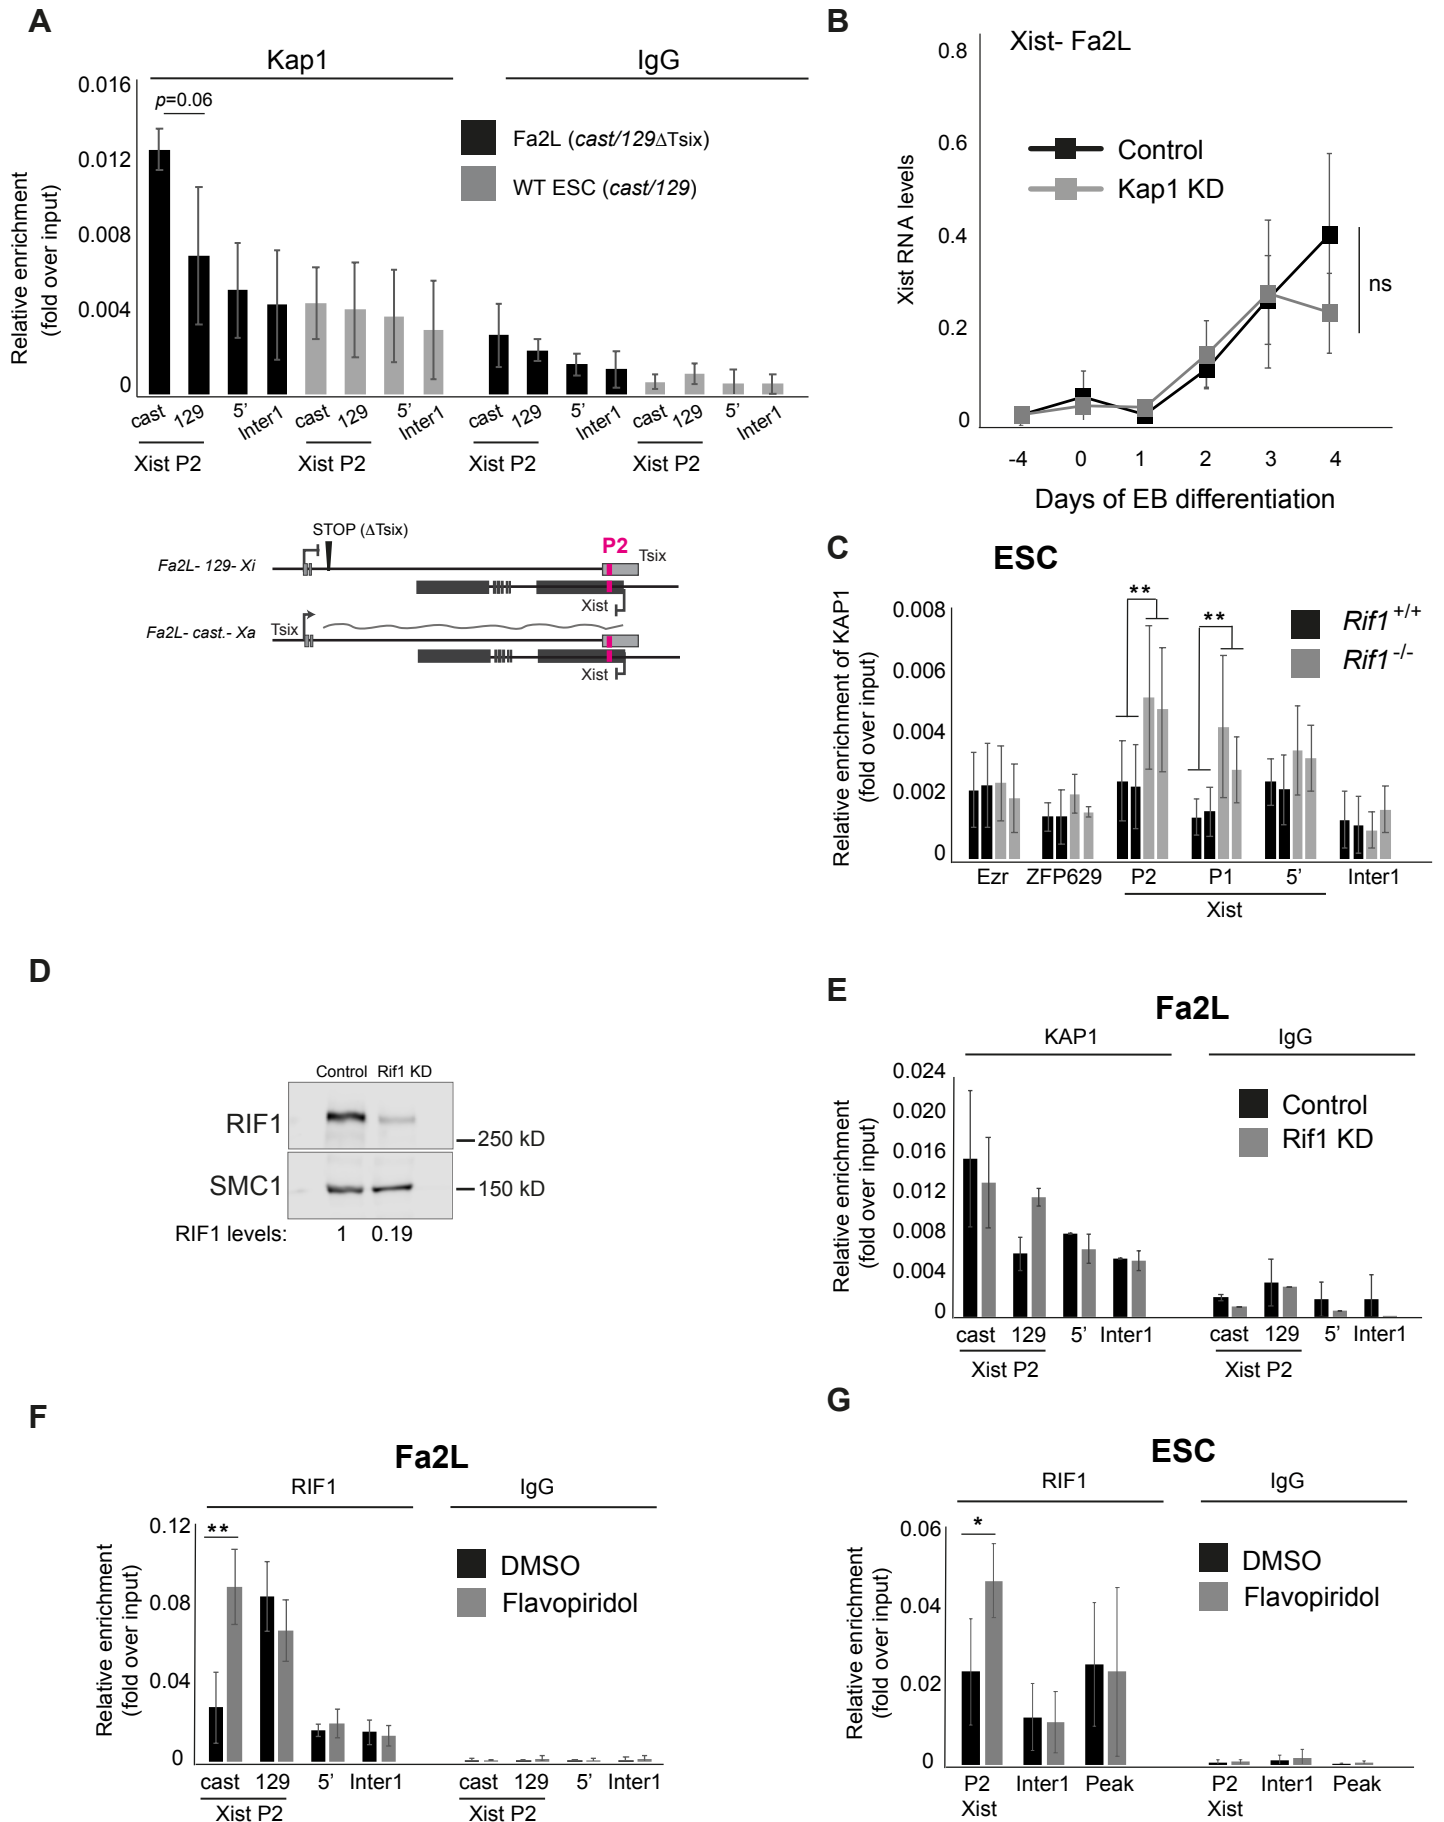 A
Kap1
IgG
Relative enrichment
(fold over input)
0.016
0.012
0.008
0.004
0
p=0.06
Fa2L (cast/129ΔTsix)
WT ESC (cast/129)
cast 129 5’ Inter1 cast 129 5’ Inter1 cast 129 5’ Inter1 cast 129 5’ Inter1
Xist P2 Xist P2 Xist P2 Xist P2
STOP (ΔTsix)
P2
Fa2L- 129- Xi
Tsix
Xist
Fa2L- cast.- Xa
Tsix
Xist
B
Xist- Fa2L
Xist RNA levels
0.8
0.6
0.4
0.2
0
Control
Kap1 KD
ns
-4 0 1 2 3 4
Days of EB differentiation
C
ESC
Relative enrichment of KAP1
(fold over input)
0.008
0.006
0.004
0.002
0
**
**
Rif1 +/+
Rif1 -/-
Ezr ZFP629 P2 P1 5’ Inter1
Xist
D
Control Rif1 KD
RIF1
250 kD
SMC1
150 kD
RIF1 levels: 1 0.19
E
Fa2L
KAP1
IgG
Relative enrichment
(fold over input)
0.024
0.020
0.016
0.012
0.008
0.004
0
Control
Rif1 KD
cast 129 5’ Inter1 cast 129 5’ Inter1
Xist P2 Xist P2
F
Fa2L
RIF1
IgG
Relative enrichment
(fold over input)
0.12
0.08
0.04
0
**
DMSO
Flavopiridol
cast 129 5’ Inter1 cast 129 5’ Inter1
Xist P2 Xist P2
G
ESC
RIF1
IgG
Relative enrichment
(fold over input)
0.06
0.04
0.02
0
*
DMSO
Flavopiridol
P2 Inter1 Peak P2 Inter1 Peak
Xist Xist